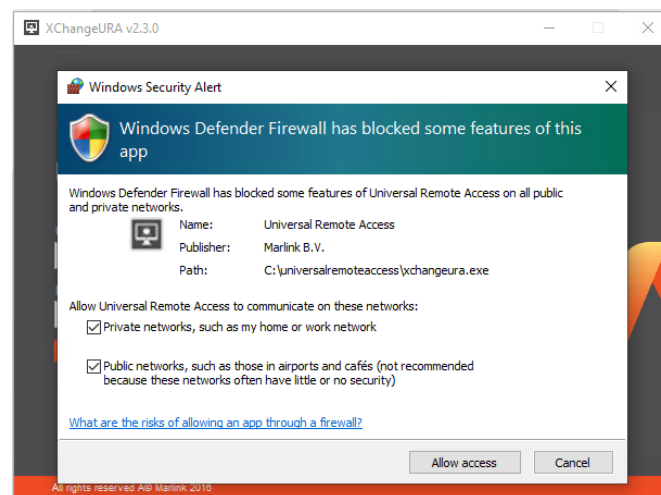 XChangeURA v2.3.0
Windows Security Alert
Windows Defender Firewall has blocked some features of this
app
Windows Defender Firewall has blocked some features of Universal Remote Access on all public
and private networks.
Name: Universal Remote Access
Publisher: Marlink B.V.
Path: C:\universalremoteaccess\xchangeura.exe
Allow Universal Remote Access to communicate on these networks:
Private networks, such as my home or work network
Public networks, such as those in airports and cafés (not recommended
because these networks often have little or no security)
What are the risks of allowing an app through a firewall?
Allow access Cancel
All rights reserved Â® Marlink 2016